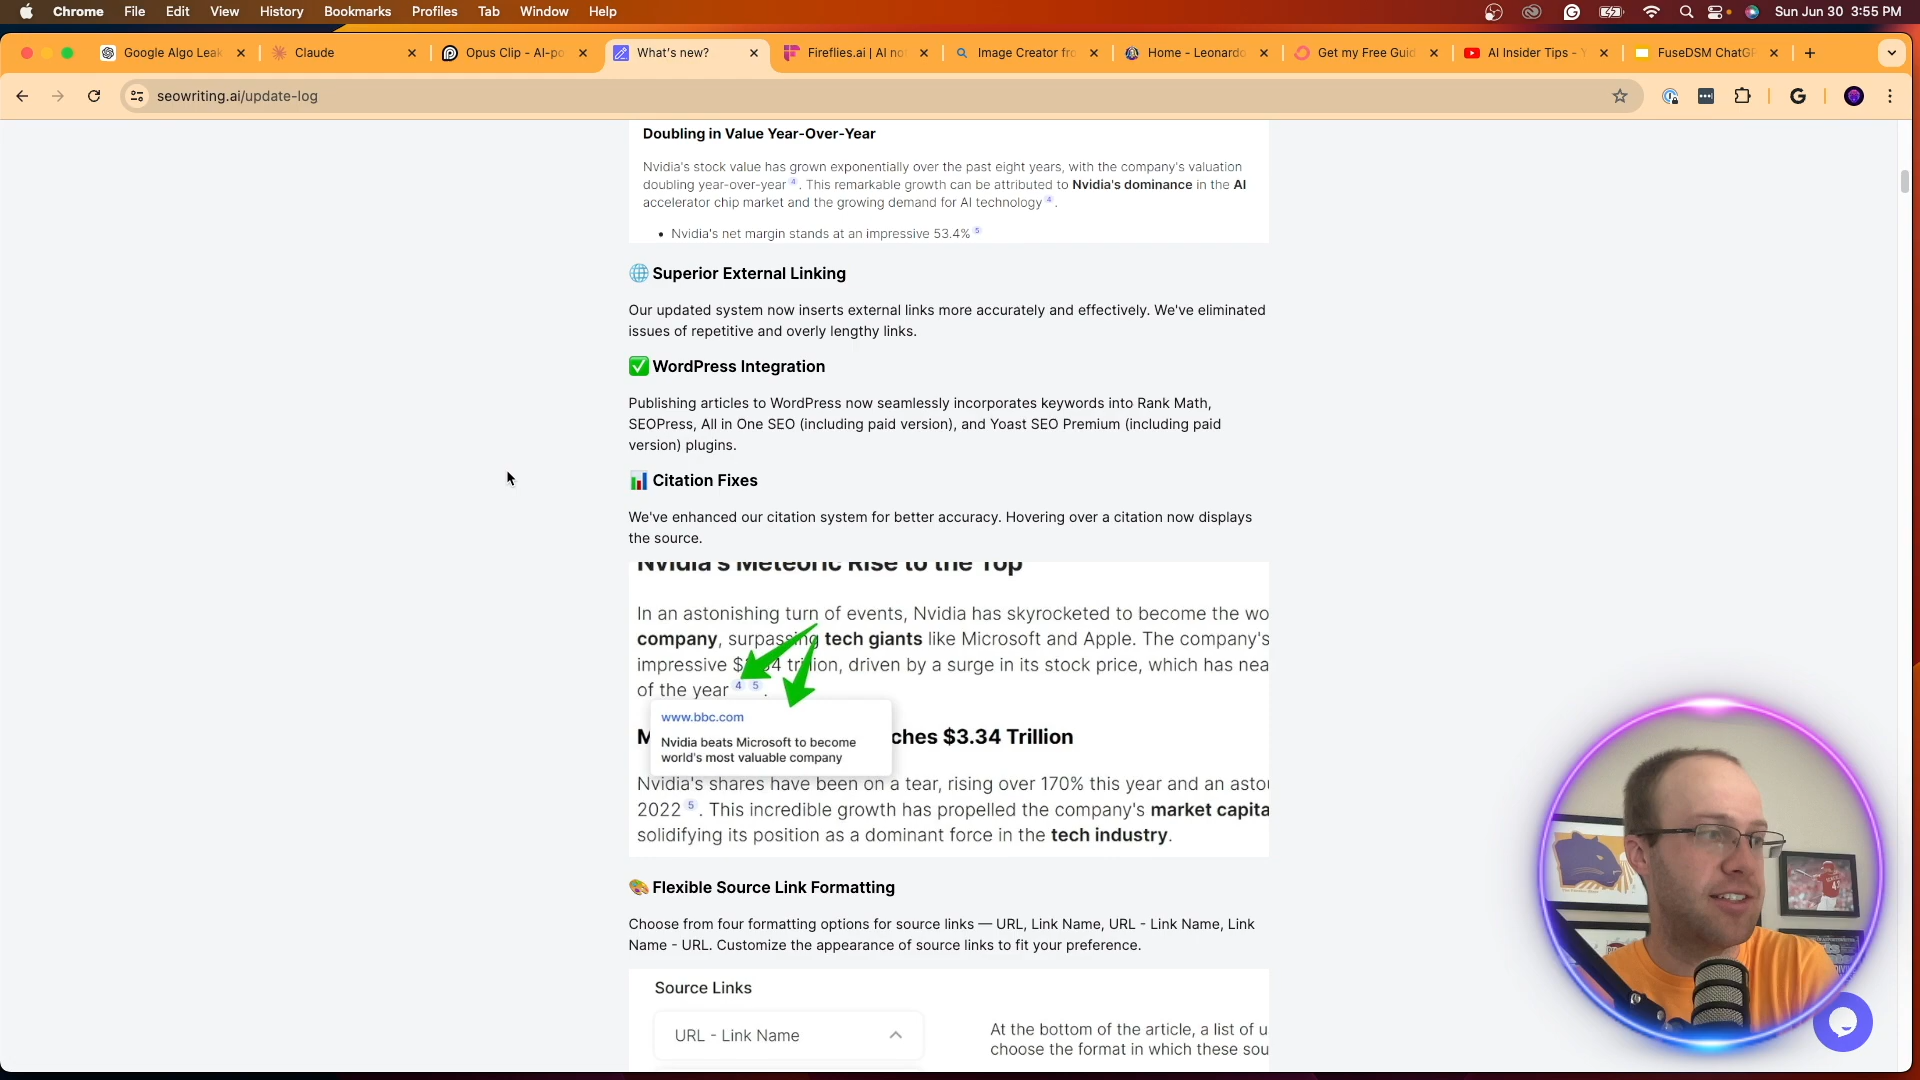 Chrome File Edit View History Bookmarks Profiles Tab Window Help Sun Jun 30 3:55 PM
Google Algo Leak Claude Opus Clip - AI-po What's new? Fireflies.ai | AI no Image Creator fro Home - Leonardo Get my Free Guid AI Insider Tips - FuseDSM ChatGP
seowriting.ai/update-log
Doubling in Value Year-Over-Year
Nvidia's stock value has grown exponentially over the past eight years, with the company's valuation
doubling year-over-year 4. This remarkable growth can be attributed to Nvidia's dominance in the AI
accelerator chip market and the growing demand for AI technology 4.
• Nvidia's net margin stands at an impressive 53.4% 5
🌐 Superior External Linking
Our updated system now inserts external links more accurately and effectively. We've eliminated
issues of repetitive and overly lengthy links.
✅ WordPress Integration
Publishing articles to WordPress now seamlessly incorporates keywords into Rank Math,
SEOPress, All in One SEO (including paid version), and Yoast SEO Premium (including paid
version) plugins.
📊 Citation Fixes
We've enhanced our citation system for better accuracy. Hovering over a citation now displays
the source.
Nvidia's Meteoric Rise to the Top
In an astonishing turn of events, Nvidia has skyrocketed to become the wo
company, surpassing tech giants like Microsoft and Apple. The company's
impressive $ 4 trillion, driven by a surge in its stock price, which has nea
of the year 4 5 .
www.bbc.com
Nvidia beats Microsoft to become
world's most valuable company
M ches $3.34 Trillion
Nvidia's shares have been on a tear, rising over 170% this year and an astou
2022 5. This incredible growth has propelled the company's market capita
solidifying its position as a dominant force in the tech industry.
🎨 Flexible Source Link Formatting
Choose from four formatting options for source links — URL, Link Name, URL - Link Name, Link
Name - URL. Customize the appearance of source links to fit your preference.
Source Links
URL - Link Name
At the bottom of the article, a list of u
choose the format in which these sou